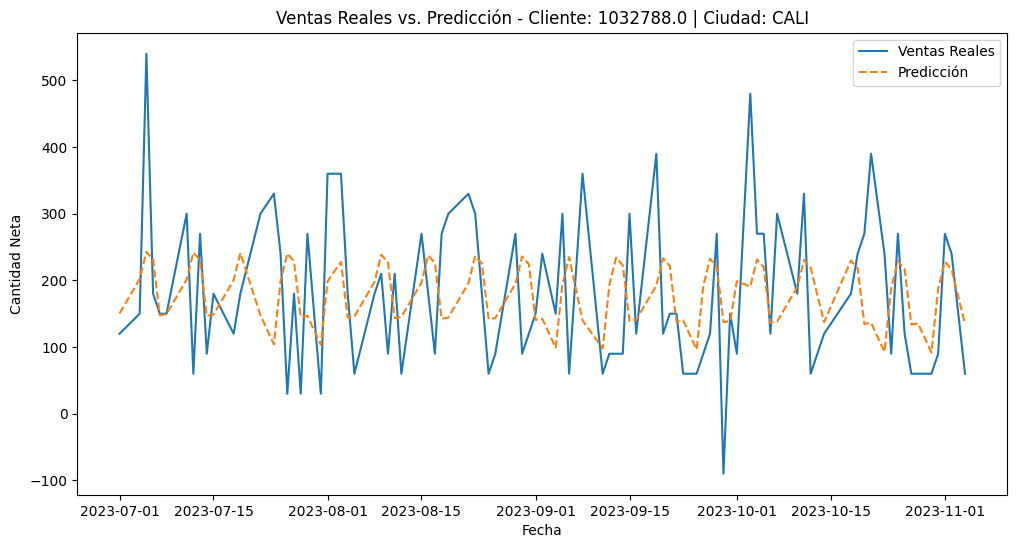 Ventas Reales vs. Predicción - Cliente: 1032788.0 | Ciudad: CALI
Ventas Reales
Predicción
Cantidad Neta
500
400
300
200
100
0
−100
2023-07-01 2023-07-15 2023-08-01 2023-08-15 2023-09-01 2023-09-15 2023-10-01 2023-10-15 2023-11-01
Fecha